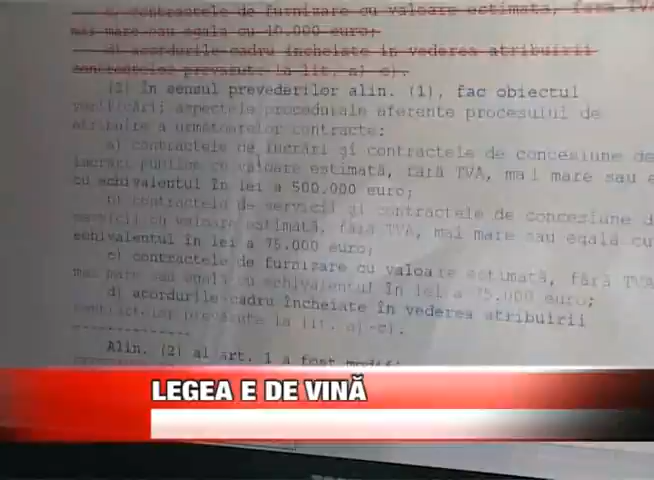 c) contractele de furnizare cu valoare estimată, fără TVA
mai mare sau egală cu 10.000 euro;
d) acordurile-cadru încheiate în vederea atribuirii
contractelor prevăzut. la lit. a)-c).
(2) În sensul prevederilor alin. (1), fac obiectul
verificării aspectele procedurale aferente procesului de
atribuire a următoarelor contracte:
a) contractele de lucrări şi contractele de concesiune de
lucrări publice cu valoare estimată, fără TVA, mai mare sau e
cu echivalentul în lei a 500.000 euro;
b) contractele de servicii şi contractele de concesiune d
servicii cu valoare estimată, fără TVA, mai mare sau egală cu
echivalentul în lei a 75.000 euro;
c) contractele de furnizare cu valoare estimată, fără TVA
mai mare sau egală cu echivalentul în lei a 75.000 euro;
d) acordurile-cadru încheiate în vederea atribuirii
contractelor prevăzute la lit. a)-c).
-------------
Alin. (2) al art. 1 a fost
LEGEA E DE VINĂ